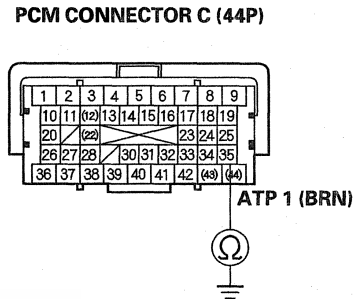 PCM CONNECTOR C (44P)
1 2 3 4 5 6 7 8 9
10 11 (12) 13 14 15 16 17 18 19
20 (22) 23 24 25
26 27 28 30 31 32 33 34 35
36 37 38 39 40 41 42 (43) (44)
ATP 1 (BRN)
Ω